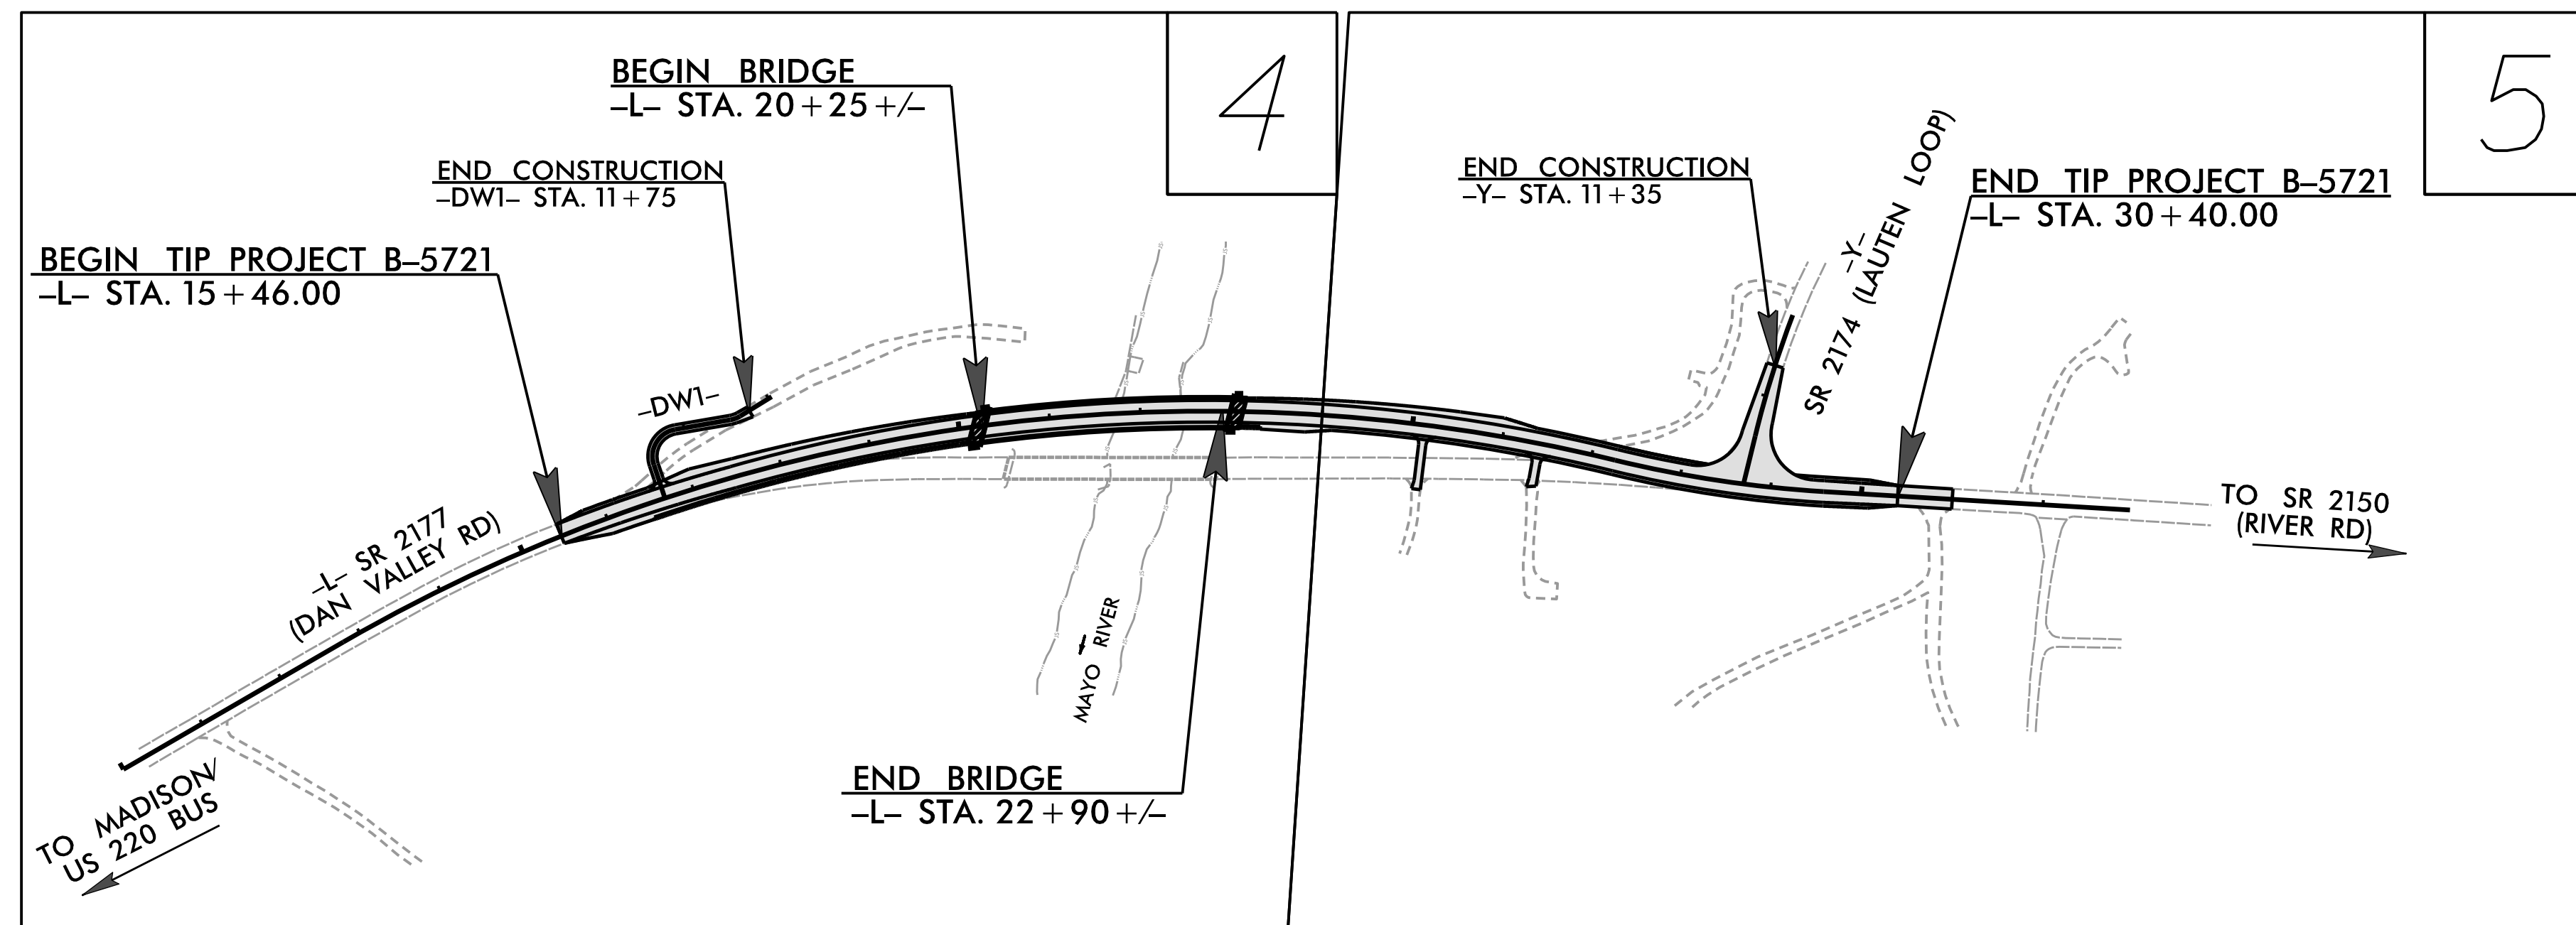 4
5
BEGIN BRIDGE
–L– STA. 20+25 +/–
END CONSTRUCTION
–DW1– STA. 11+75
BEGIN TIP PROJECT B–5721
–L– STA. 15+46.00
END CONSTRUCTION
–Y– STA. 11+35
END TIP PROJECT B–5721
–L– STA. 30+40.00
–Y–
SR 2174 (LAUTEN LOOP)
–DW1–
–L– SR 2177
(DAN VALLEY RD)
TO SR 2150
(RIVER RD)
MAYO RIVER
END BRIDGE
–L– STA. 22+90 +/–
TO MADISON/
US 220 BUS